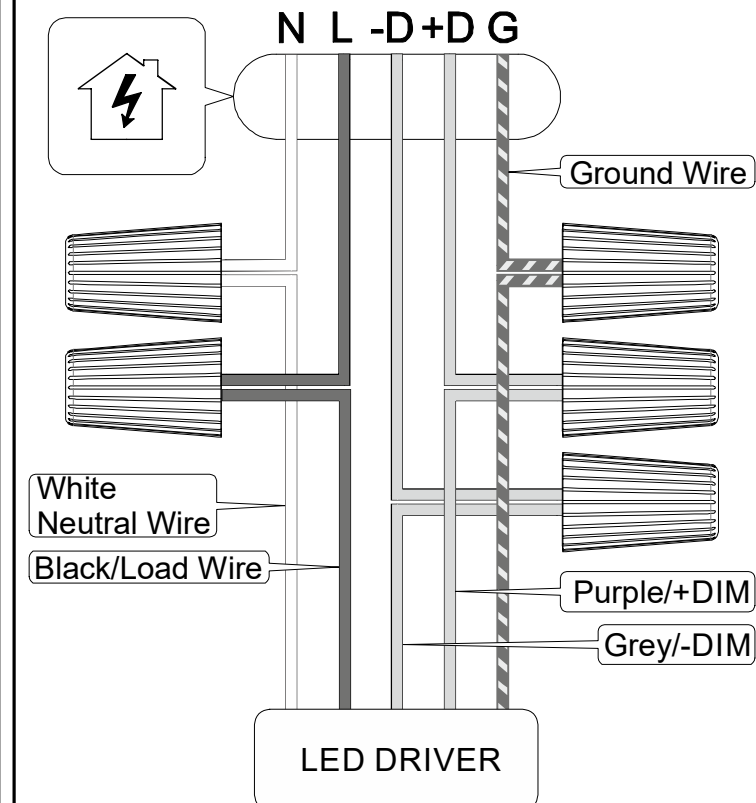 N L -D +D G
Ground Wire
White
Neutral Wire
Black/Load Wire
Purple/+DIM
Grey/-DIM
LED DRIVER